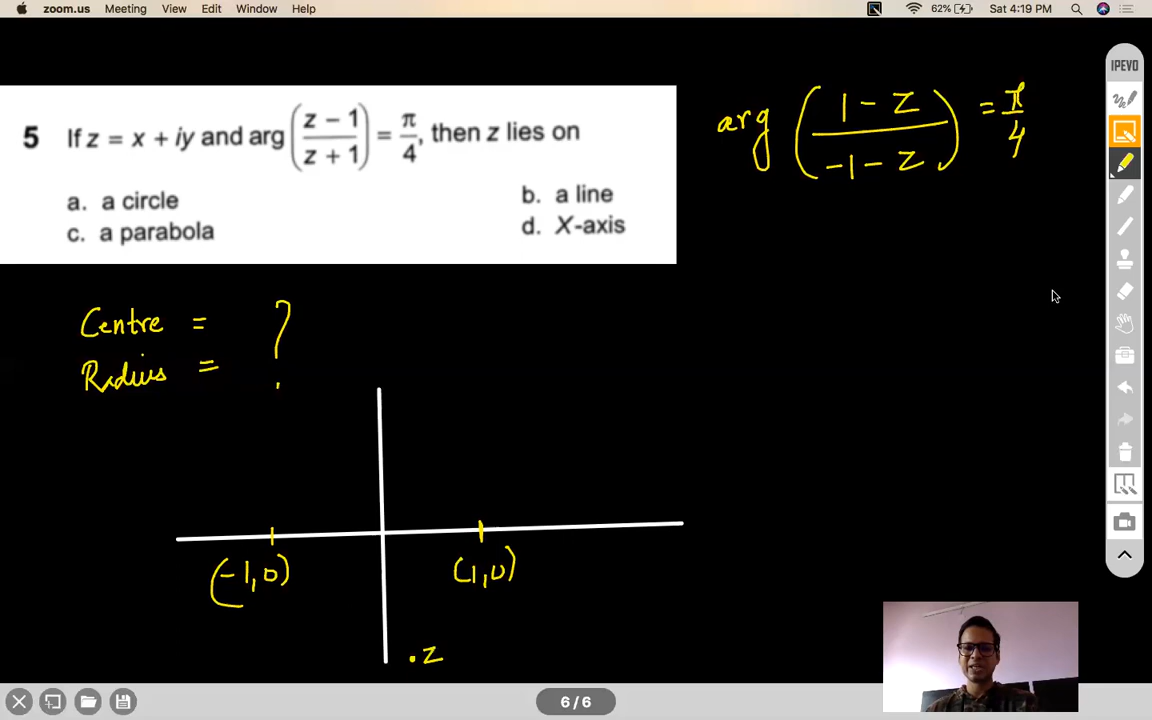 zoom.us Meeting View Edit Window Help 62% Sat 4:19 PM
IPEVO
arg ( 1 - z / -1 - z ) = π/4
5 If z = x + iy and arg ( z − 1 / z + 1 ) = π/4, then z lies on
a. a circle b. a line
c. a parabola d. X-axis
Centre = ?
Radius =
(-1,0) (1,0)
.z
6/6